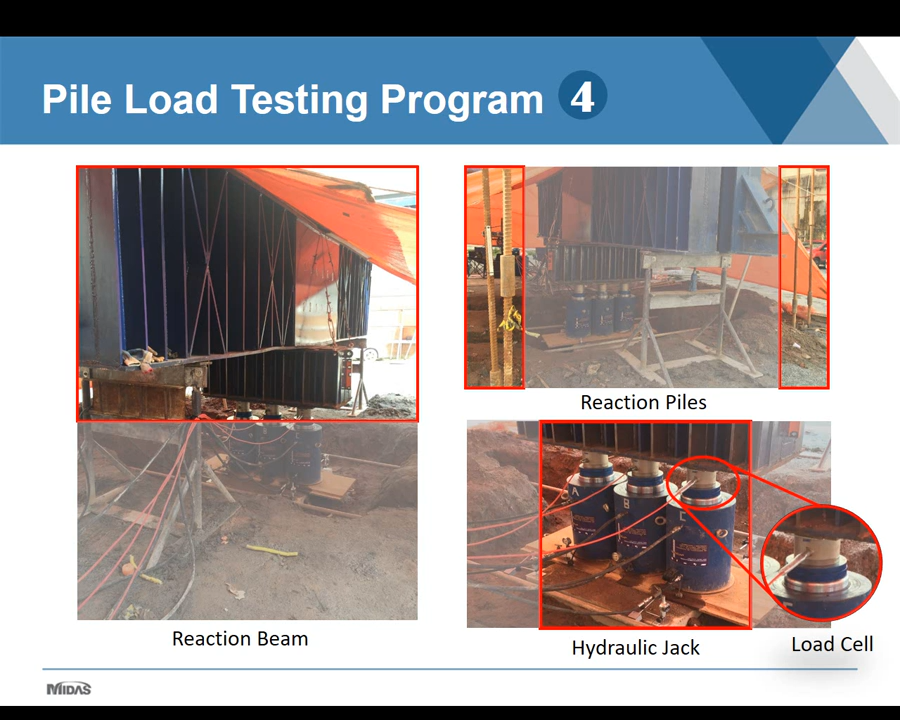 Pile Load Testing Program 4
Reaction Piles
Reaction Beam
A
B
C
Hydraulic Jack
Load Cell
MIDAS